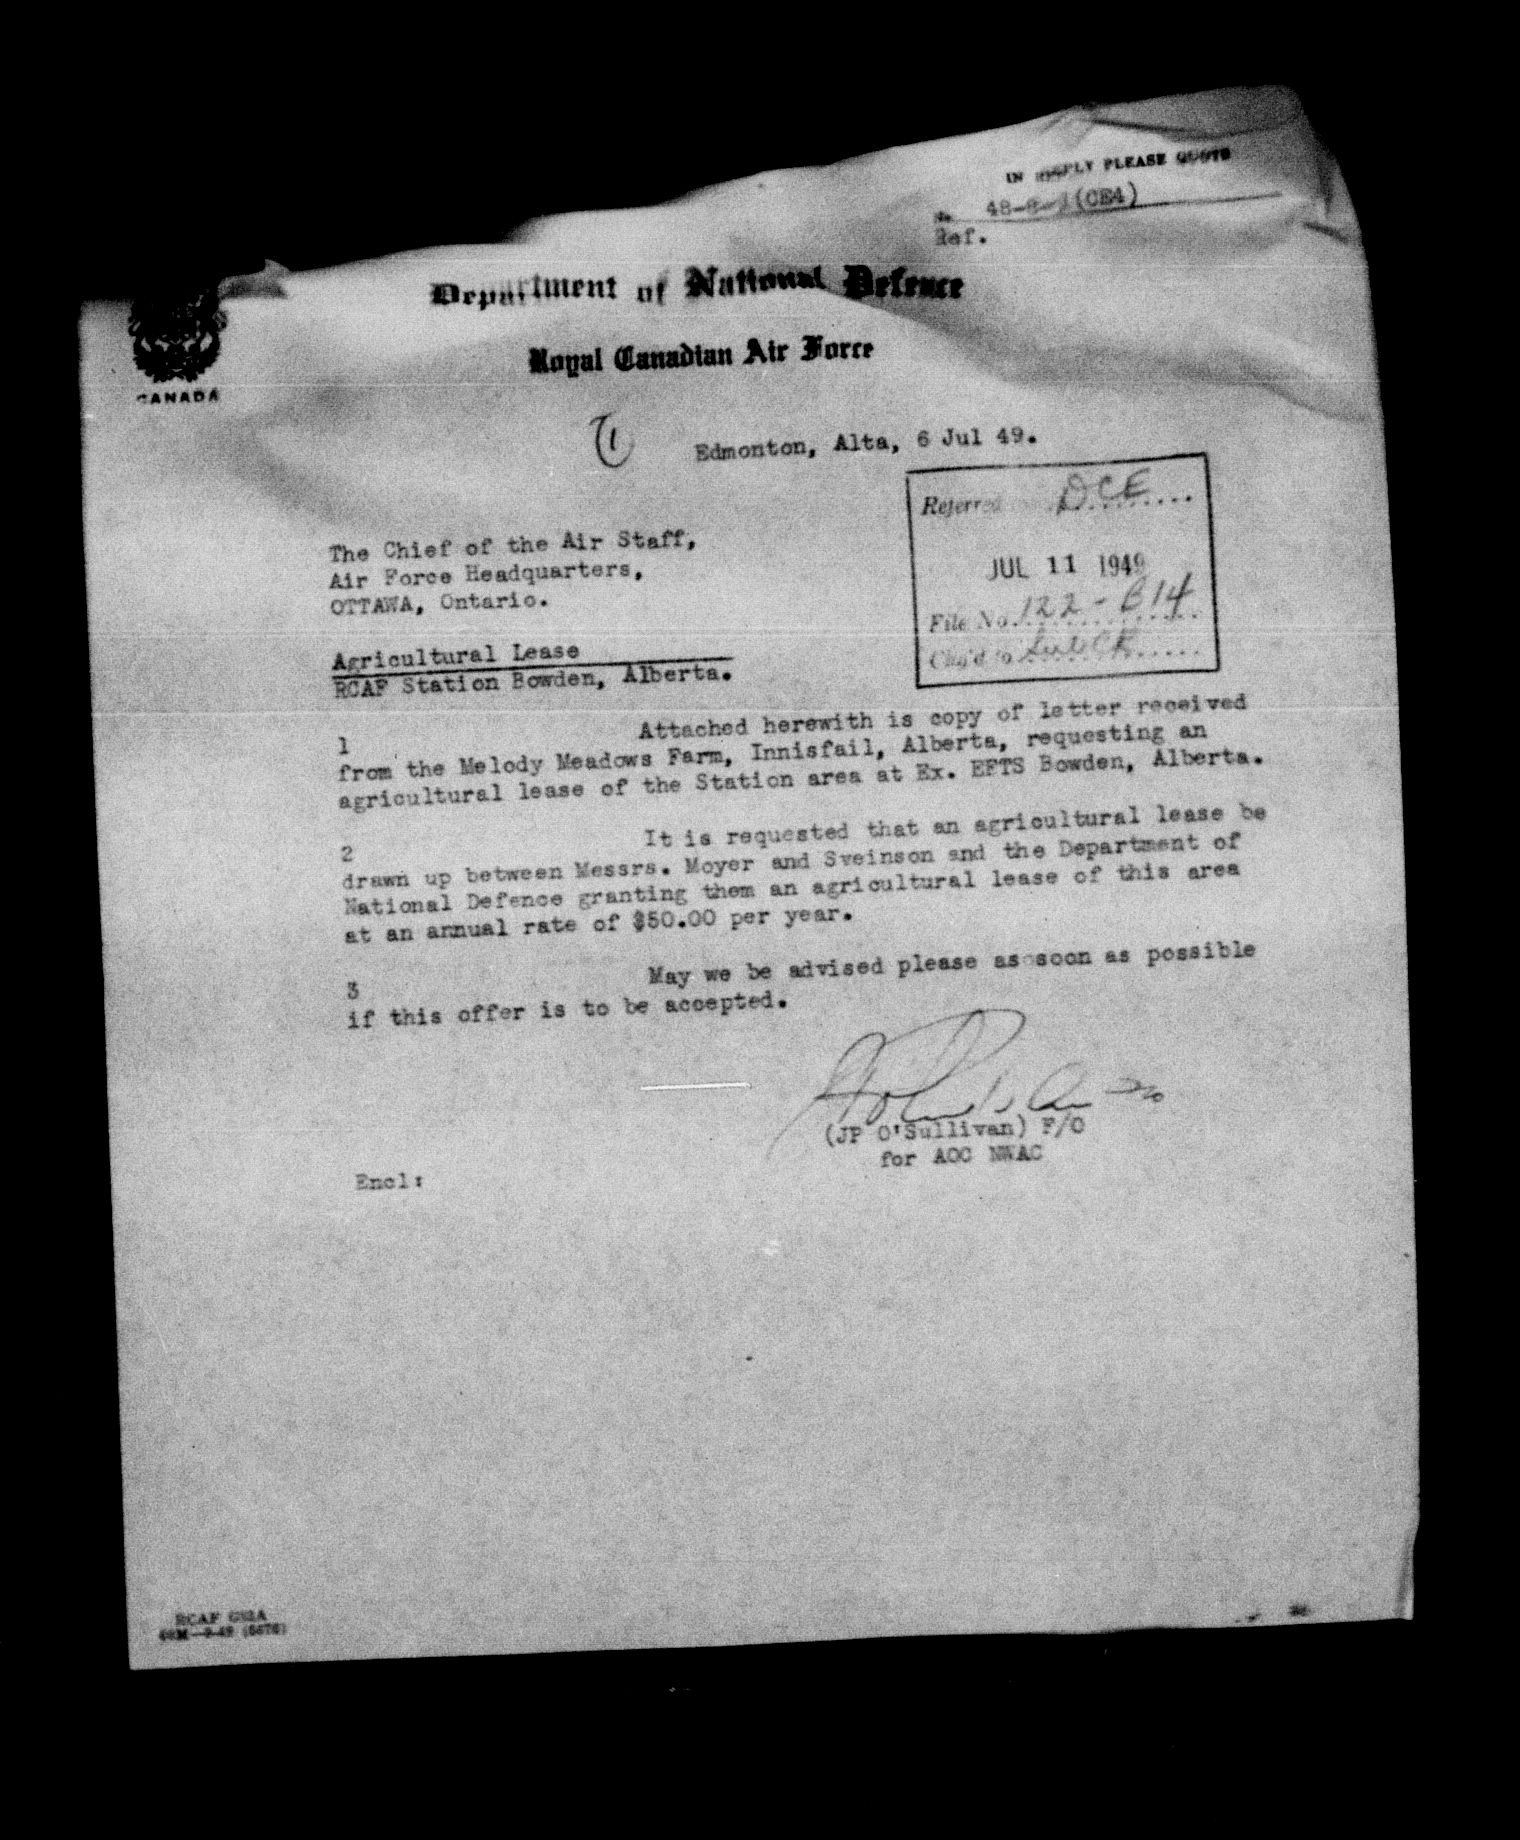 IN REPLY PLEASE QUOTE
No. 48-8- (CE4)
Ref.
Department of National Defence
Royal Canadian Air Force
CANADA
1
Edmonton, Alta, 6 Jul 49.
Referred DCE
JUL 11 1949
File No. 122-B14
Chg'd to
The Chief of the Air Staff,
Air Force Headquarters,
OTTAWA, Ontario.
Agricultural Lease
RCAF Station Bowden, Alberta.
1 Attached herewith is copy of letter received
from the Melody Meadows Farm, Innisfail, Alberta, requesting an
agricultural lease of the Station area at Ex. EFTS Bowden, Alberta.
2 It is requested that an agricultural lease be
drawn up between Messrs. Moyer and Sveinson and the Department of
National Defence granting them an agricultural lease of this area
at an annual rate of $50.00 per year.
3 May we be advised please as soon as possible
if this offer is to be accepted.
(JP O'Sullivan) F/O
for AOC NWAC
Encl:
RCAF